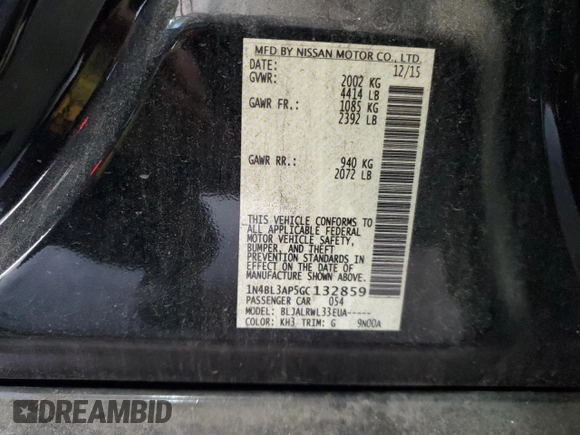 MFD BY NISSAN MOTOR CO., LTD.
DATE: 12/15
GVWR: 2002 KG
4414 LB
GAWR FR.: 1085 KG
2392 LB
GAWR RR.: 940 KG
2072 LB
THIS VEHICLE CONFORMS TO
ALL APPLICABLE FEDERAL
MOTOR VEHICLE SAFETY,
BUMPER, AND THEFT
PREVENTION STANDARDS IN
EFFECT ON THE DATE OF
MANUFACTURE SHOWN ABOVE.
1N4BL3AP5GC132859
PASSENGER CAR 054
MODEL: BLJALRWL33EUA-----
COLOR: KH3 TRIM: G 9N00A
DREAMBID